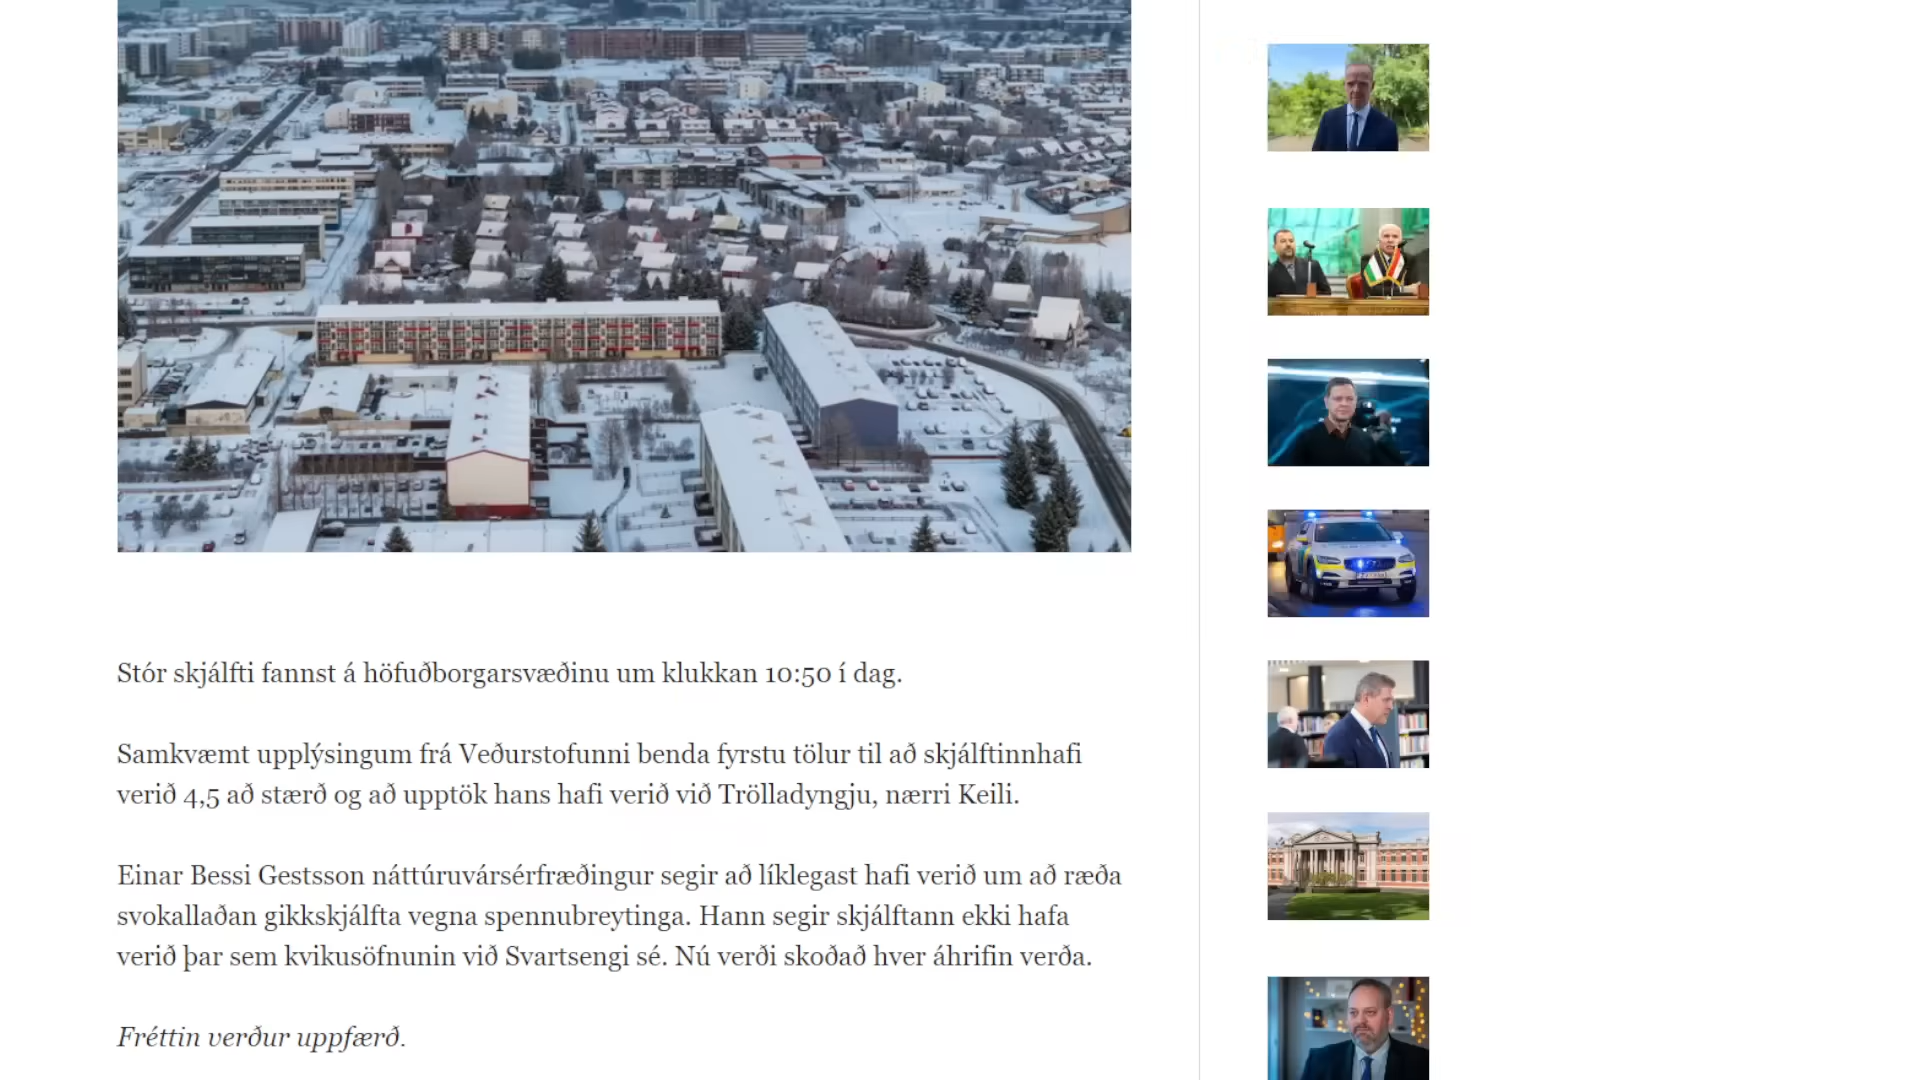 Stór skjálfti fannst á höfuðborgarsvæðinu um klukkan 10:50 í dag.
Samkvæmt upplýsingum frá Veðurstofunni benda fyrstu tölur til að skjálftinnhafi
verið 4,5 að stærð og að upptök hans hafi verið við Trölladyngju, nærri Keili.
Einar Bessi Gestsson náttúruvársérfræðingur segir að líklegast hafi verið um að ræða
svokallaðan gikkskjálfta vegna spennubreytinga. Hann segir skjálftann ekki hafa
verið þar sem kvikusöfnunin við Svartsengi sé. Nú verði skoðað hver áhrifin verða.
Fréttin verður uppfærð.